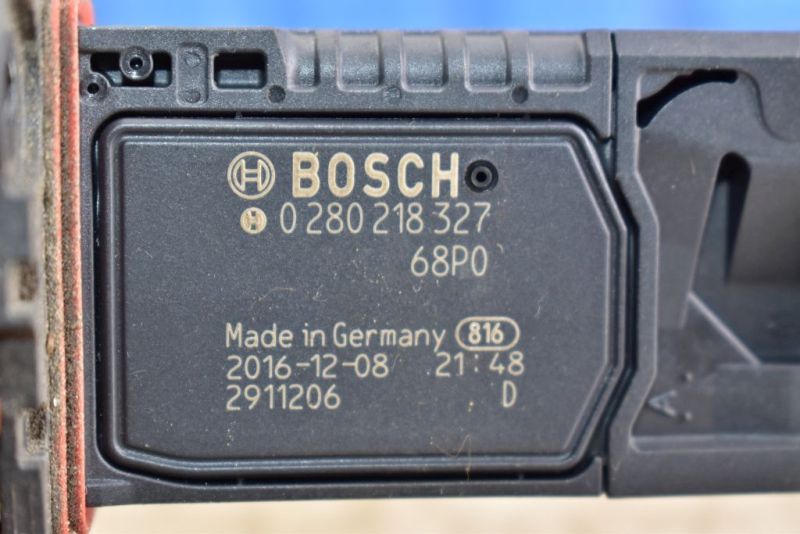 BOSCH
0 280 218 327
68P0
Made in Germany 816
2016-12-08 21:48
2911206 D